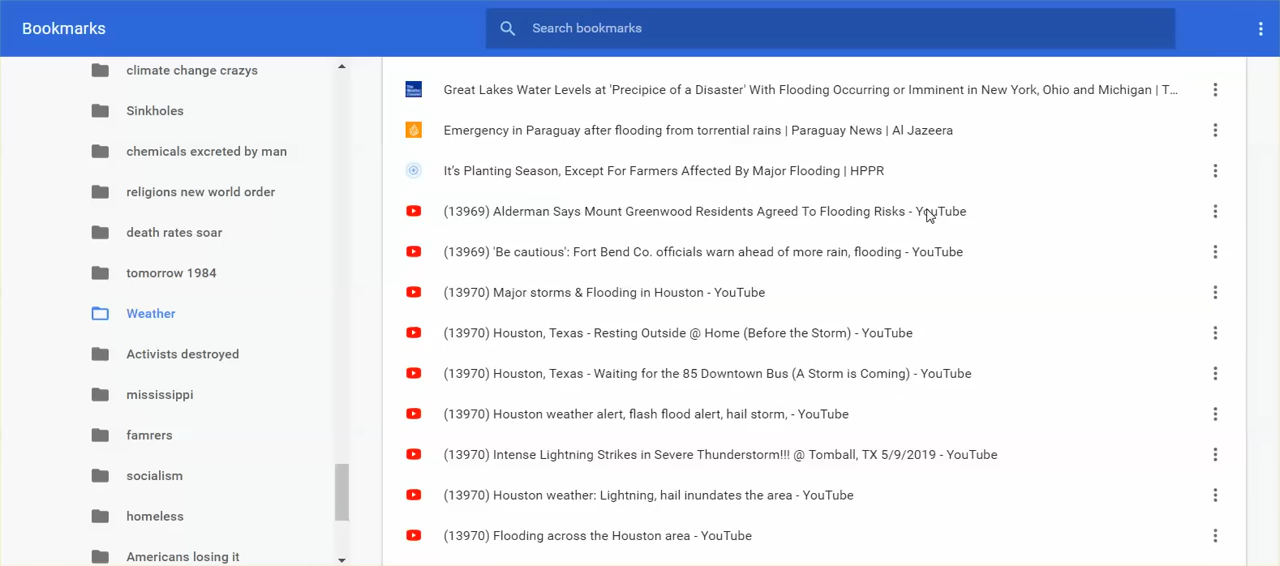 Bookmarks
Search bookmarks
climate change crazys
Sinkholes
chemicals excreted by man
religions new world order
death rates soar
tomorrow 1984
Weather
Activists destroyed
mississippi
famrers
socialism
homeless
Americans losing it
Great Lakes Water Levels at 'Precipice of a Disaster' With Flooding Occurring or Imminent in New York, Ohio and Michigan | T...
Emergency in Paraguay after flooding from torrential rains | Paraguay News | Al Jazeera
It's Planting Season, Except For Farmers Affected By Major Flooding | HPPR
(13969) Alderman Says Mount Greenwood Residents Agreed To Flooding Risks - YouTube
(13969) 'Be cautious': Fort Bend Co. officials warn ahead of more rain, flooding - YouTube
(13970) Major storms & Flooding in Houston - YouTube
(13970) Houston, Texas - Resting Outside @ Home (Before the Storm) - YouTube
(13970) Houston, Texas - Waiting for the 85 Downtown Bus (A Storm is Coming) - YouTube
(13970) Houston weather alert, flash flood alert, hail storm, - YouTube
(13970) Intense Lightning Strikes in Severe Thunderstorm!!! @ Tomball, TX 5/9/2019 - YouTube
(13970) Houston weather: Lightning, hail inundates the area - YouTube
(13970) Flooding across the Houston area - YouTube